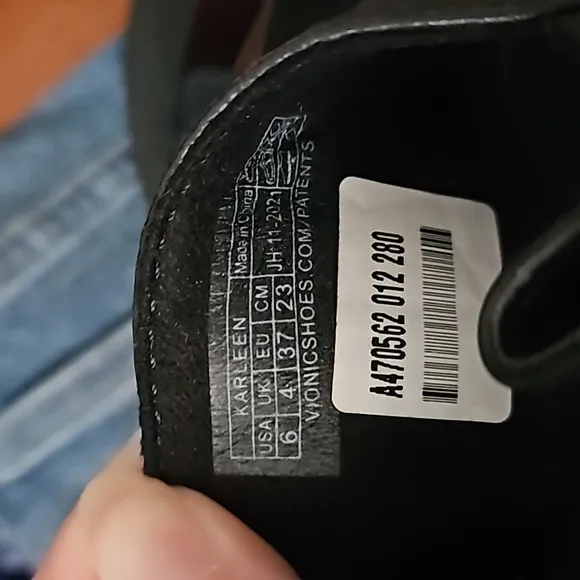 KARLEEN Made in China
USA UK EU CM JH 11-2021
6 4 37 23
VIONICSHOES.COM/PATENTS
A470562 012 280